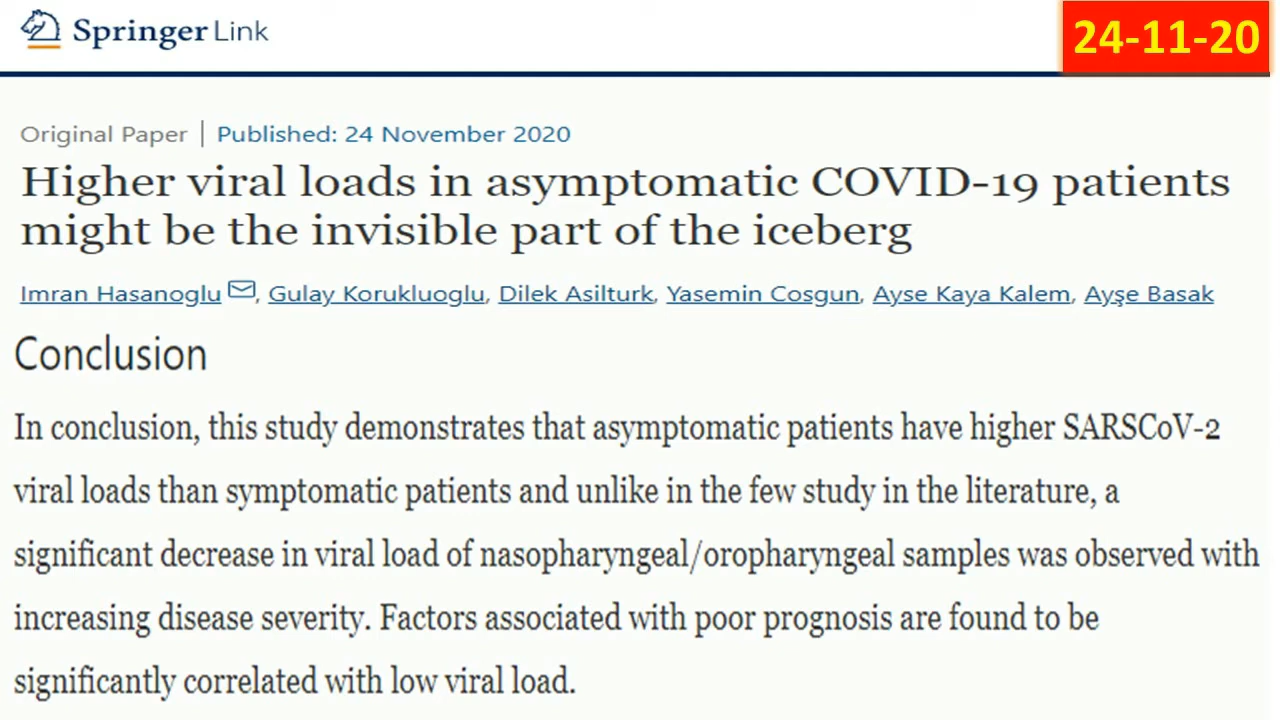 Springer Link
24-11-20
Original Paper | Published: 24 November 2020
Higher viral loads in asymptomatic COVID-19 patients
might be the invisible part of the iceberg
Imran Hasanoglu, Gulay Korukluoglu, Dilek Asilturk, Yasemin Cosgun, Ayse Kaya Kalem, Ayşe Basak
Conclusion
In conclusion, this study demonstrates that asymptomatic patients have higher SARSCoV-2
viral loads than symptomatic patients and unlike in the few study in the literature, a
significant decrease in viral load of nasopharyngeal/oropharyngeal samples was observed with
increasing disease severity. Factors associated with poor prognosis are found to be
significantly correlated with low viral load.